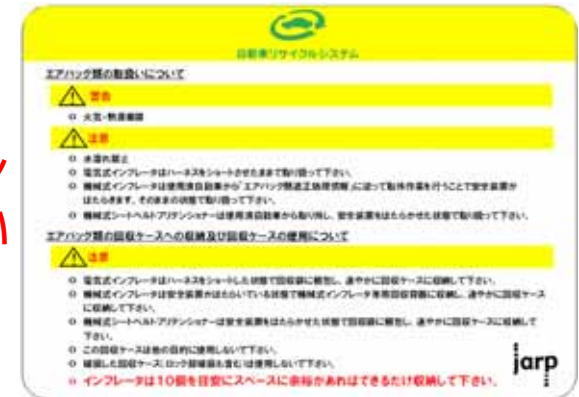 自動車リサイクルシステム
エアバッグ類の取扱いについて
警告
火気・熱源厳禁
注意
水濡れ禁止
電気式インフレータはハーネスをショートさせたままで取り扱って下さい。
機械式インフレータは使用済自動車から「エアバッグ類適正処理情報」に従って取外作業を行うことで安全装置が
はたらきます。そのままの状態で取り扱って下さい。
機械式シートベルトプリテンショナーは使用済自動車から取り外し、安全装置をはたらかせた状態で取り扱って下さい。
エアバッグ類の回収ケースへの収納及び回収ケースの使用について
注意
電気式インフレータはハーネスをショートした状態で回収袋に梱包し、速やかに回収ケースに収納して下さい。
機械式インフレータは安全装置がはたらいている状態で機械式インフレータ専用回収容器に収納し、速やかに回収ケース
に収納して下さい。
機械式シートベルトプリテンショナーは安全装置をはたらかせた状態で回収袋に梱包し、速やかに回収ケースに収納して
下さい。
この回収ケースは他の目的に使用しないで下さい。
破損した回収ケース(ロック部破損も含む)は使用しないで下さい。
インフレータは10個を目安にスペースに余裕があればできるだけ収納して下さい。
jarp